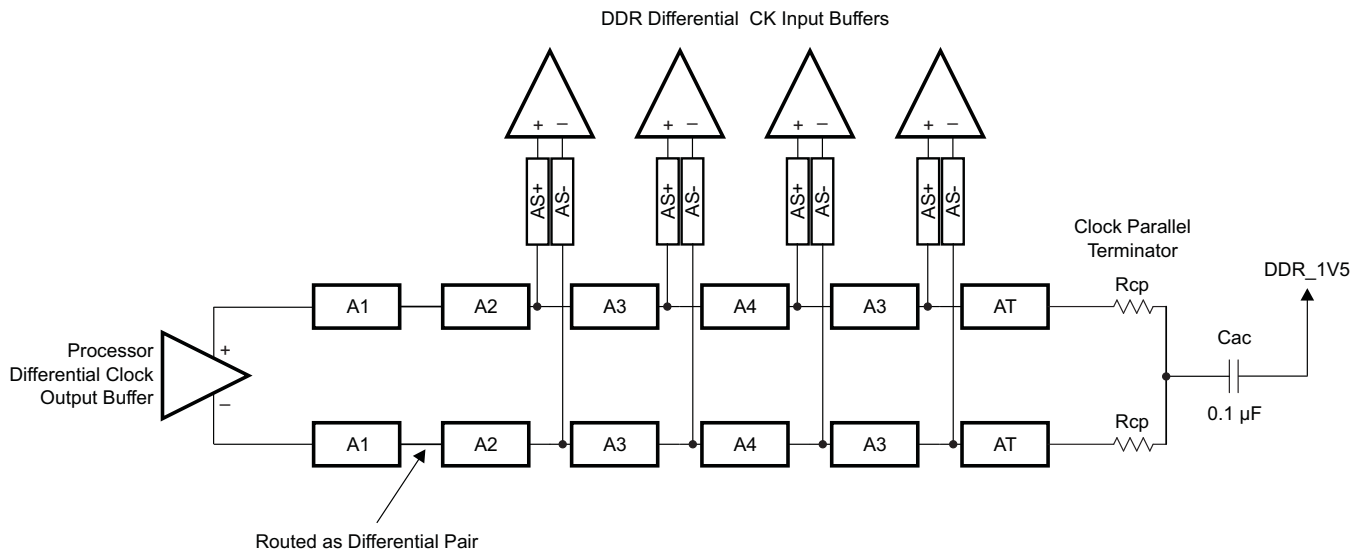 DDR Differential CK Input Buffers
+ − + − + − + −
AS+ AS- AS+ AS- AS+ AS- AS+ AS-
Clock Parallel
Terminator
DDR_1V5
A1 A2 A3 A4 A3 AT Rcp
Processor
Differential Clock
Output Buffer
+
−
Cac
0.1 µF
A1 A2 A3 A4 A3 AT Rcp
Routed as Differential Pair